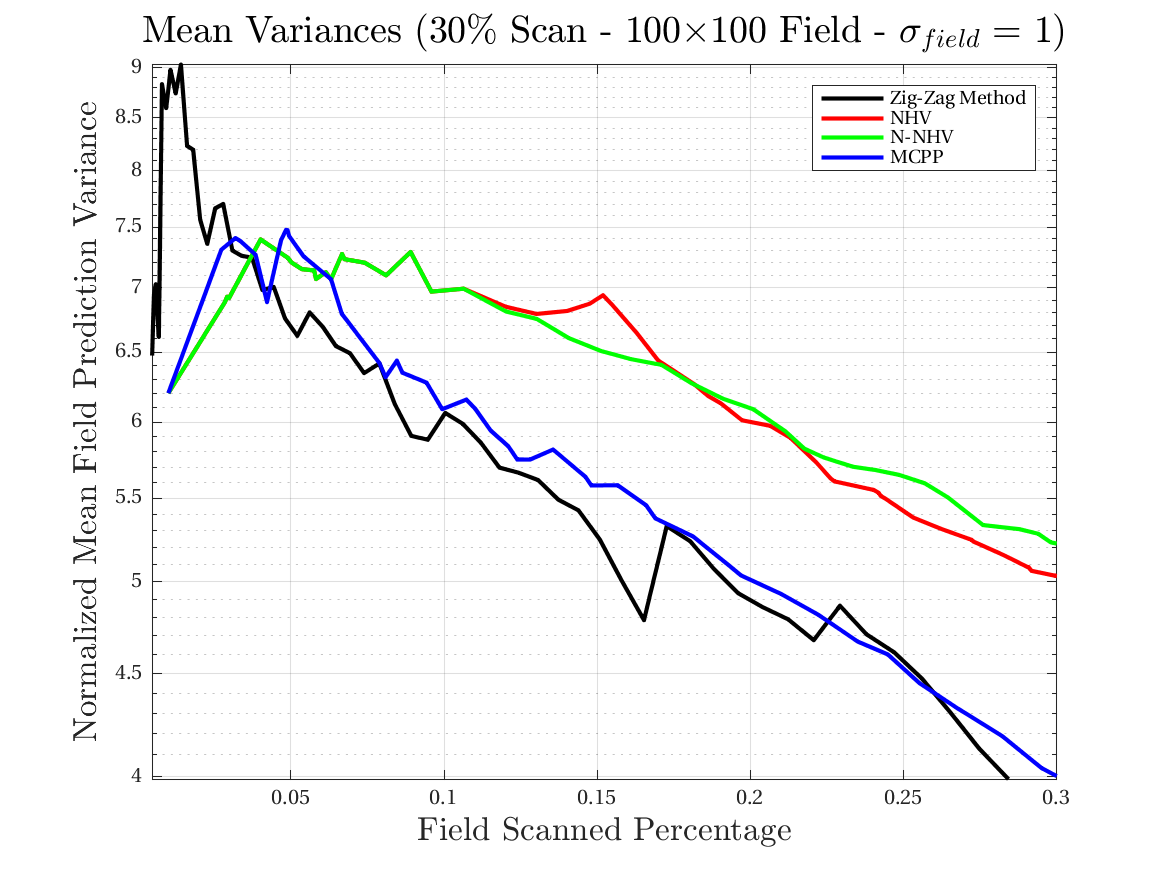 Mean Variances (30% Scan - 100×100 Field - σ_field = 1)
Normalized Mean Field Prediction Variance
9
8.5
8
7.5
7
6.5
6
5.5
5
4.5
4
Zig-Zag Method
NHV
N-NHV
MCPP
0.05
0.1
0.15
0.2
0.25
0.3
Field Scanned Percentage